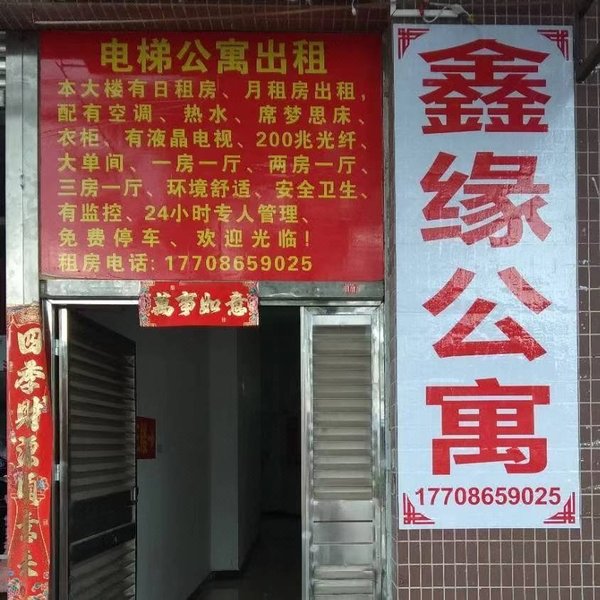 电梯公寓出租
本大楼有日租房、月租房出租,
配有空调、热水、席梦思床、
衣柜、有液晶电视、200兆光纤、
大单间、一房一厅、两房一厅、
三房一厅、环境舒适、安全卫生、
有监控、24小时专人管理、
免费停车、欢迎光临!
租房电话: 17708659025
萬事如意
四季财源
鑫缘公寓
17708659025